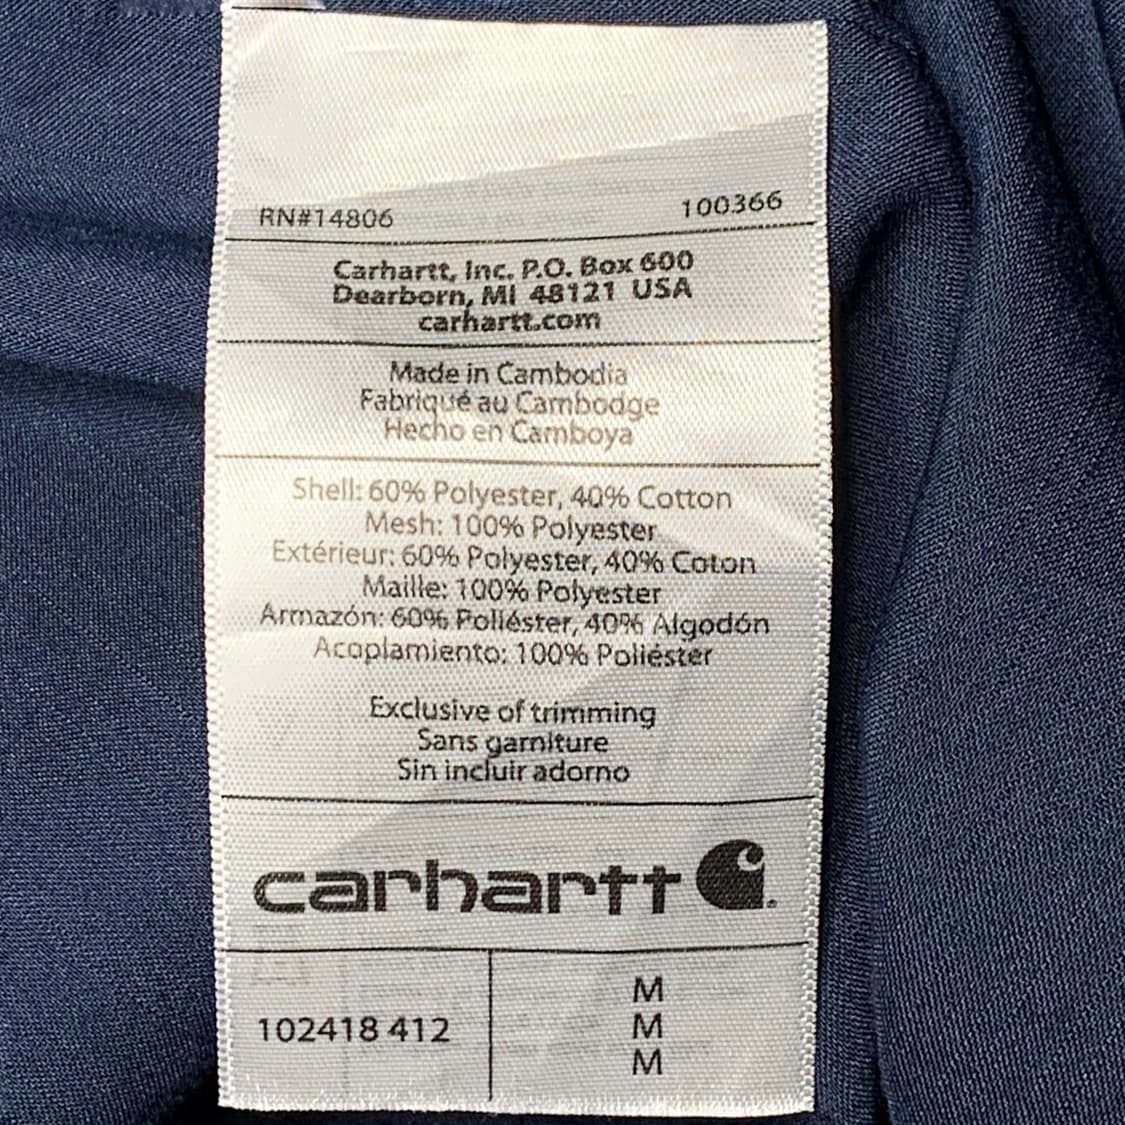 RN#14806 100366
Carhartt, Inc. P.O. Box 600
Dearborn, MI 48121 USA
carhartt.com
Made in Cambodia
Fabriqué au Cambodge
Hecho en Camboya
Shell: 60% Polyester, 40% Cotton
Mesh: 100% Polyester
Extérieur: 60% Polyester, 40% Coton
Maille: 100% Polyester
Armazón: 60% Poliéster, 40% Algodón
Acoplamiento: 100% Poliéster
Exclusive of trimming
Sans garniture
Sin incluir adorno
carhartt
102418 412
M
M
M